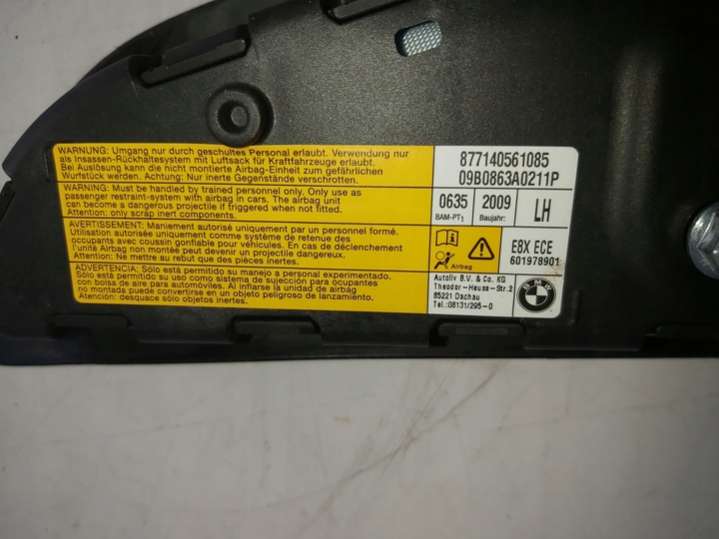 WARNUNG: Umgang nur durch geschultes Personal erlaubt. Verwendung nur
als Insassen-Rückhaltesystem mit Luftsack für Kraftfahrzeuge erlaubt.
Bei Auslösung kann die nicht montierte Airbag-Einheit zum gefährlichen
Wurfstück werden. Achtung: Nur inerte Gegenstände verschrotten.
WARNING: Must be handled by trained personnel only. Only use as
passenger restraint-system with airbag in cars. The airbag unit
can become a dangerous projectile if triggered when not fitted.
Attention: only scrap inert components.
AVERTISSEMENT: Maniement autorisé uniquement par un personnel formé.
Utilisation autorisée uniquement comme système de retenue des
occupants avec coussin gonflable pour véhicules. En cas de déclenchement
l'unité Airbag non montée peut devenir un projectile dangereux.
Attention: Ne mettre au rebut que des pièces inertes.
ADVERTENCIA: Sólo está permitido su manejo a personal experimentado.
Sólo está permitido su uso como sistema de sujección para ocupantes
con bolsa de aire para automóviles. Al inflarse la unidad de airbag
no montada puede convertirse en un objeto peligroso de lanzamiento.
Atención: desguace sólo objetos inertes.
877140561085
09B0863A0211P
0635 2009 LH
BAM-PT1 Baujahr:
E8X ECE
601978901
Airbag
Autoliv B.V. & Co. KG
Theodor-Heuss-Str.2
85221 Dachau
Tel.:08131/295-0
BMW